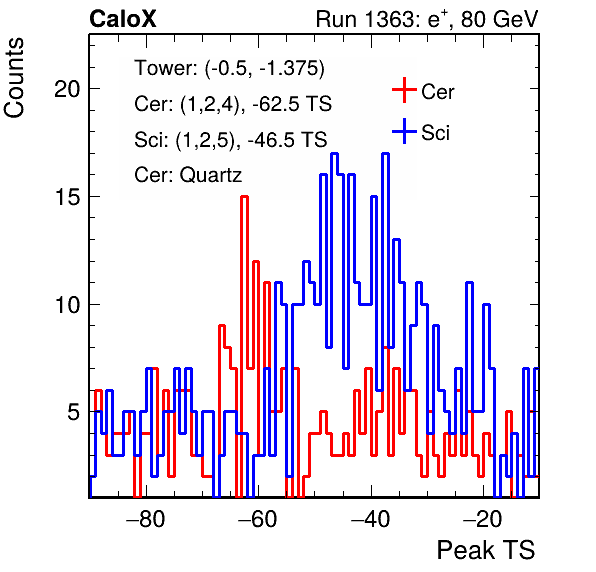 CaloX
Run 1363: e+, 80 GeV
Counts
Tower: (-0.5, -1.375)
Cer: (1,2,4), -62.5 TS
Sci: (1,2,5), -46.5 TS
Cer: Quartz
Cer
Sci
20
15
10
5
−80
−60
−40
−20
Peak TS